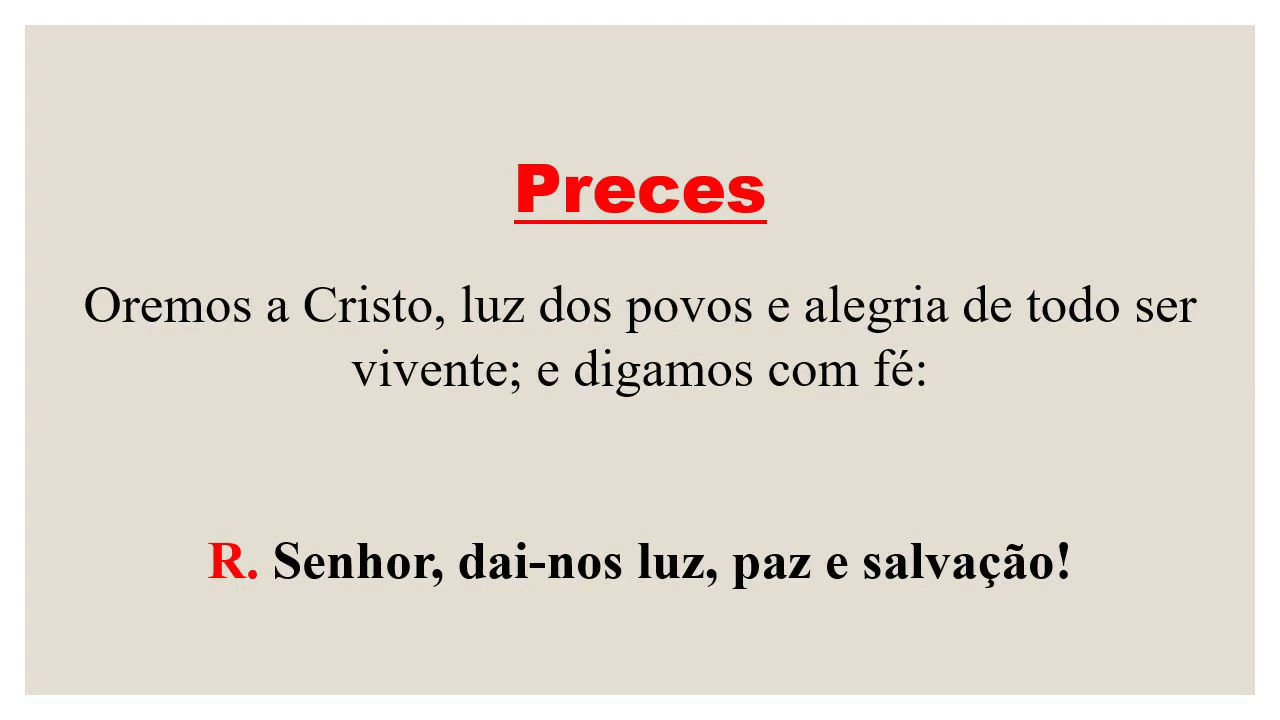 Preces
Oremos a Cristo, luz dos povos e alegria de todo ser
vivente; e digamos com fé:
R. Senhor, dai-nos luz, paz e salvação!